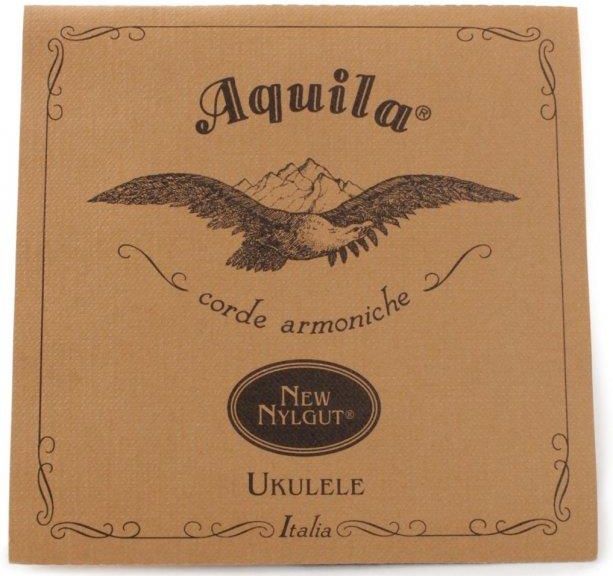 Aquila®
corde armoniche
NEW
NYLGUT®
UKULELE
Italia